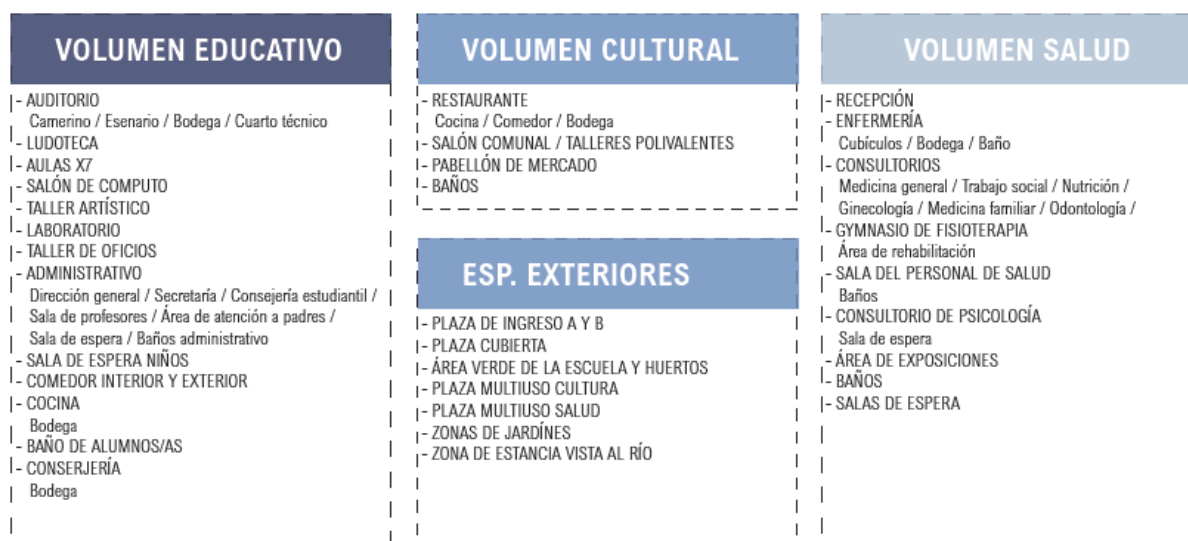 VOLUMEN EDUCATIVO
- AUDITORIO
Camerino / Esenario / Bodega / Cuarto técnico
- LUDOTECA
- AULAS X7
- SALÓN DE COMPUTO
- TALLER ARTÍSTICO
- LABORATORIO
- TALLER DE OFICIOS
- ADMINISTRATIVO
Dirección general / Secretaría / Consejería estudiantil /
Sala de profesores / Área de atención a padres /
Sala de espera / Baños administrativo
- SALA DE ESPERA NIÑOS
- COMEDOR INTERIOR Y EXTERIOR
- COCINA
Bodega
- BAÑO DE ALUMNOS/AS
- CONSERJERÍA
Bodega
VOLUMEN CULTURAL
- RESTAURANTE
Cocina / Comedor / Bodega
- SALÓN COMUNAL / TALLERES POLIVALENTES
- PABELLÓN DE MERCADO
- BAÑOS
ESP. EXTERIORES
- PLAZA DE INGRESO A Y B
- PLAZA CUBIERTA
- ÁREA VERDE DE LA ESCUELA Y HUERTOS
- PLAZA MULTIUSO CULTURA
- PLAZA MULTIUSO SALUD
- ZONAS DE JARDÍNES
- ZONA DE ESTANCIA VISTA AL RÍO
VOLUMEN SALUD
- RECEPCIÓN
- ENFERMERÍA
Cubículos / Bodega / Baño
- CONSULTORIOS
Medicina general / Trabajo social / Nutrición /
Ginecología / Medicina familiar / Odontología /
- GYMNASIO DE FISIOTERAPIA
Área de rehabilitación
- SALA DEL PERSONAL DE SALUD
Baños
- CONSULTORIO DE PSICOLOGÍA
Sala de espera
- ÁREA DE EXPOSICIONES
- BAÑOS
- SALAS DE ESPERA